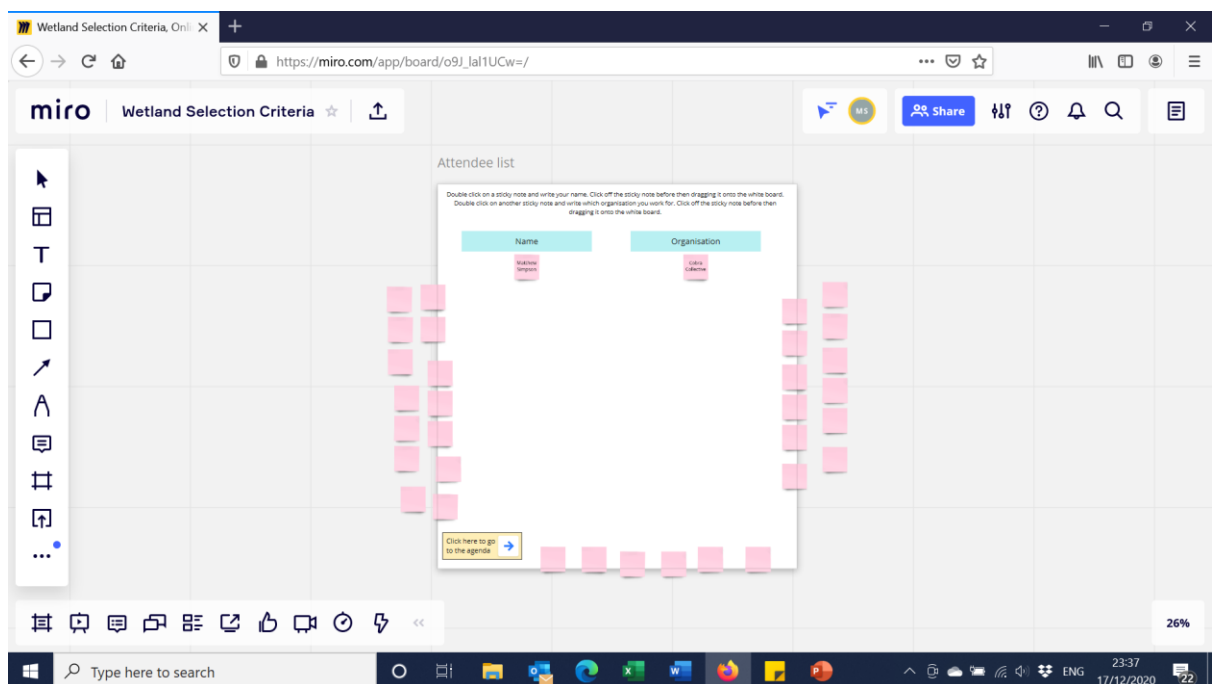 Wetland Selection Criteria, Onli
https://miro.com/app/board/o9J_lal1UCw=/
miro
Wetland Selection Criteria
MS
Share
Attendee list
Double click on a sticky note and write your name. Click off the sticky note before then dragging it onto the white board.
Double click on another sticky note and write which organisation you work for. Click off the sticky note before then
dragging it onto the white board.
Name
Organisation
Matthew
Simpson
Cobra
Collective
Click here to go
to the agenda
26%
Type here to search
ENG
23:37
17/12/2020
22